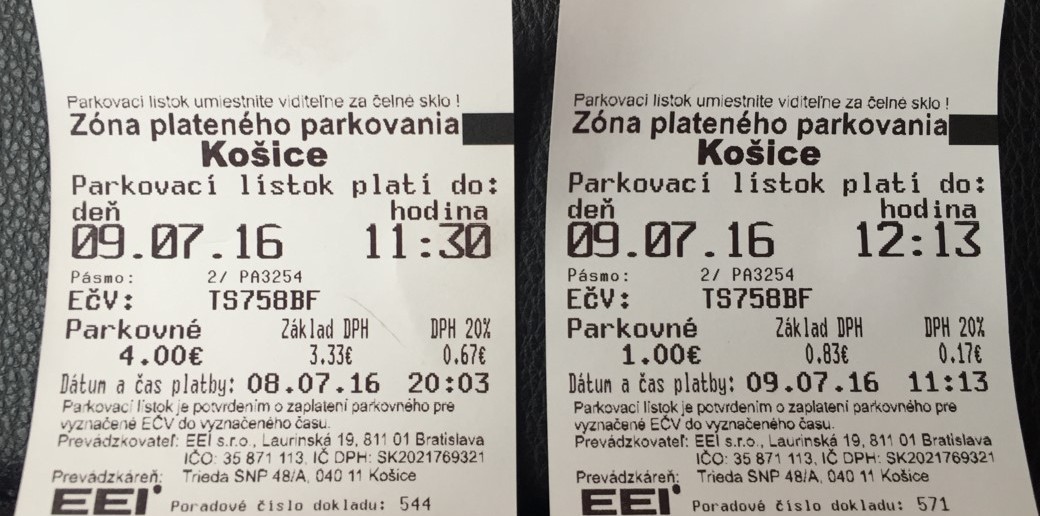 Parkovací lístok umiestnite viditeľne za čelné sklo !
Zóna plateného parkovania
Košice
Parkovací lístok platí do:
deň hodina
09.07.16 11:30
Pásmo: 2/ PA3254
EČV: TS758BF
Parkovné Základ DPH DPH 20%
4.00€ 3.33€ 0.67€
Dátum a čas platby: 08.07.16 20:03
Parkovací lístok je potvrdením o zaplatení parkovného pre
vyznačené EČV do vyznačeného času.
Prevádzkovateľ: EEI s.r.o., Laurinská 19, 811 01 Bratislava
IČO: 35 871 113, IČ DPH: SK2021769321
Prevádzkáreň: Trieda SNP 48/A, 040 11 Košice
EEI Poradové číslo dokladu: 544
Parkovací lístok umiestnite viditeľne za čelné sklo !
Zóna plateného parkovania
Košice
Parkovací lístok platí do:
deň hodina
09.07.16 12:13
Pásmo: 2/ PA3254
EČV: TS758BF
Parkovné Základ DPH DPH 20%
1.00€ 0.83€ 0.17€
Dátum a čas platby: 09.07.16 11:13
Parkovací lístok je potvrdením o zaplatení parkovného pre
vyznačené EČV do vyznačeného času.
Prevádzkovateľ: EEI s.r.o., Laurinská 19, 811 01 Bratislava
IČO: 35 871 113, IČ DPH: SK2021769321
Prevádzkáreň: Trieda SNP 48/A, 040 11 Košice
EEI Poradové číslo dokladu: 571